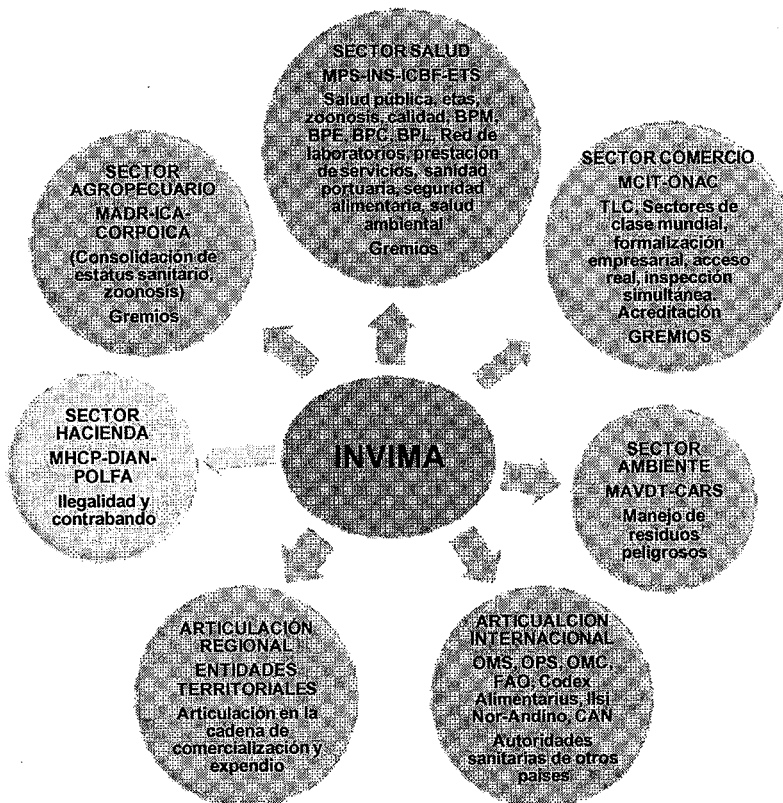 SECTOR SALUD
MPS-INS-ICBF-ETS
Salud pública, etas,
zoonosis, calidad, BPM,
BPE, BPC, BPL, Red de
laboratorios, prestación
de servicios, sanidad
portuaria, seguridad
alimentaria, salud
ambiental
Gremios
SECTOR
AGROPECUARIO
MADR-ICA-
CORPOICA
(Consolidación de
estatus sanitario,
zoonosis)
Gremios
SECTOR COMERCIO
MCIT-ONAC
TLC, Sectores de
clase mundial,
formalización
empresarial, acceso
real, inspección
simultánea.
Acreditación
GREMIOS
SECTOR
HACIENDA
MHCP-DIAN-
POLFA
Ilegalidad y
contrabando
INVIMA
SECTOR
AMBIENTE
MAVDT-CARS
Manejo de
residuos
peligrosos
ARTICULACIÓN
REGIONAL
ENTIDADES
TERRITORIALES
Articulación en la
cadena de
comercialización y
expendio
ARTICUALCION
INTERNACIONAL
OMS, OPS, OMC,
FAO, Codex
Alimentarius, Ilsi
Nor-Andino, CAN
Autoridades
sanitarias de otros
países